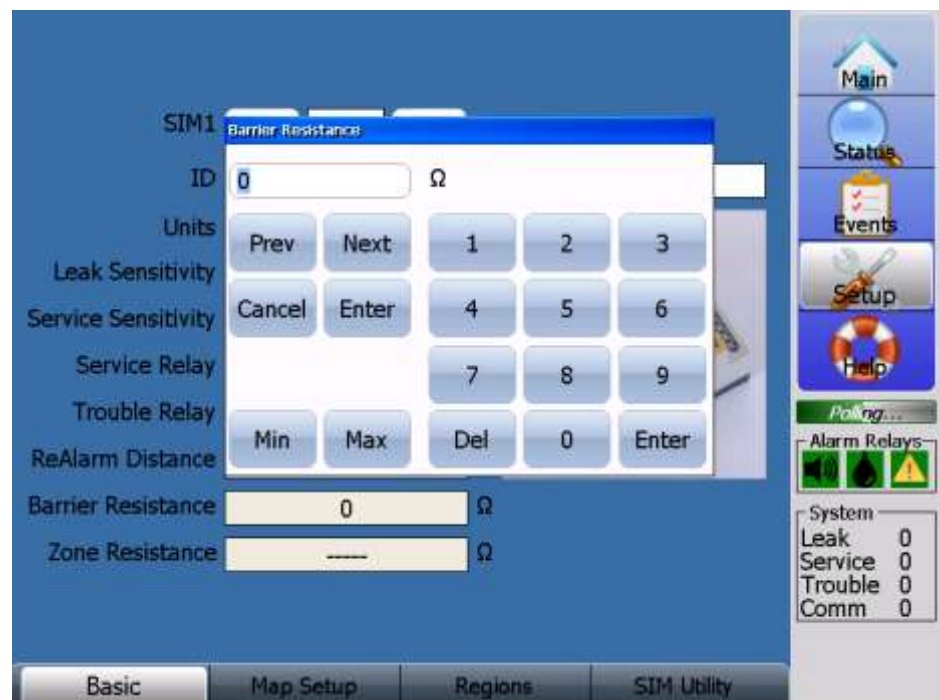 SIM1
Barrier Resistance
ID
0 Ω
Units
Leak Sensitivity
Service Sensitivity
Service Relay
Trouble Relay
ReAlarm Distance
Prev Next 1 2 3
Cancel Enter 4 5 6
7 8 9
Min Max Del 0 Enter
Barrier Resistance 0 Ω
Zone Resistance ----- Ω
Basic Map Setup Regions SIM Utility
Main
Status
Events
Setup
Help
Polling...
Alarm Relays
System
Leak 0
Service 0
Trouble 0
Comm 0